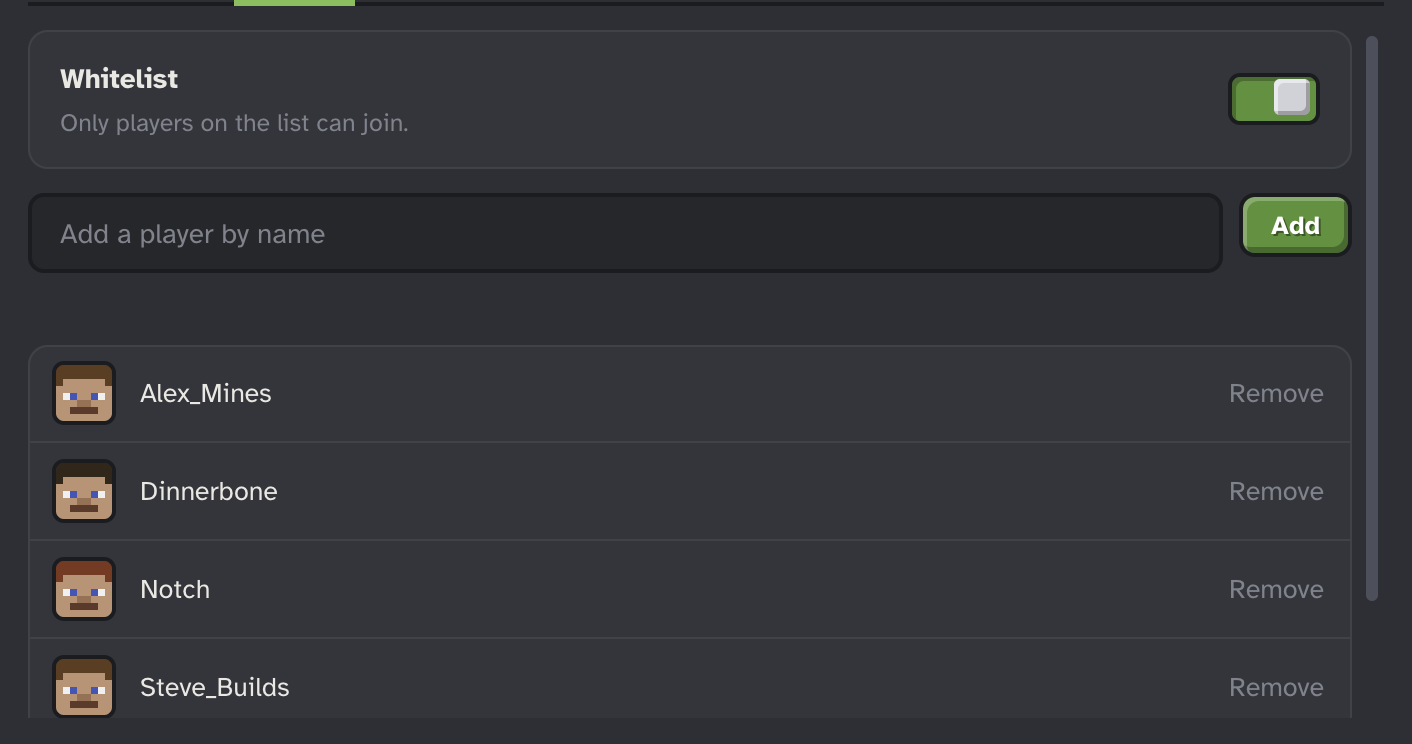 Whitelist
Only players on the list can join.
Add a player by name
Add
Alex_Mines
Remove
Dinnerbone
Remove
Notch
Remove
Steve_Builds
Remove